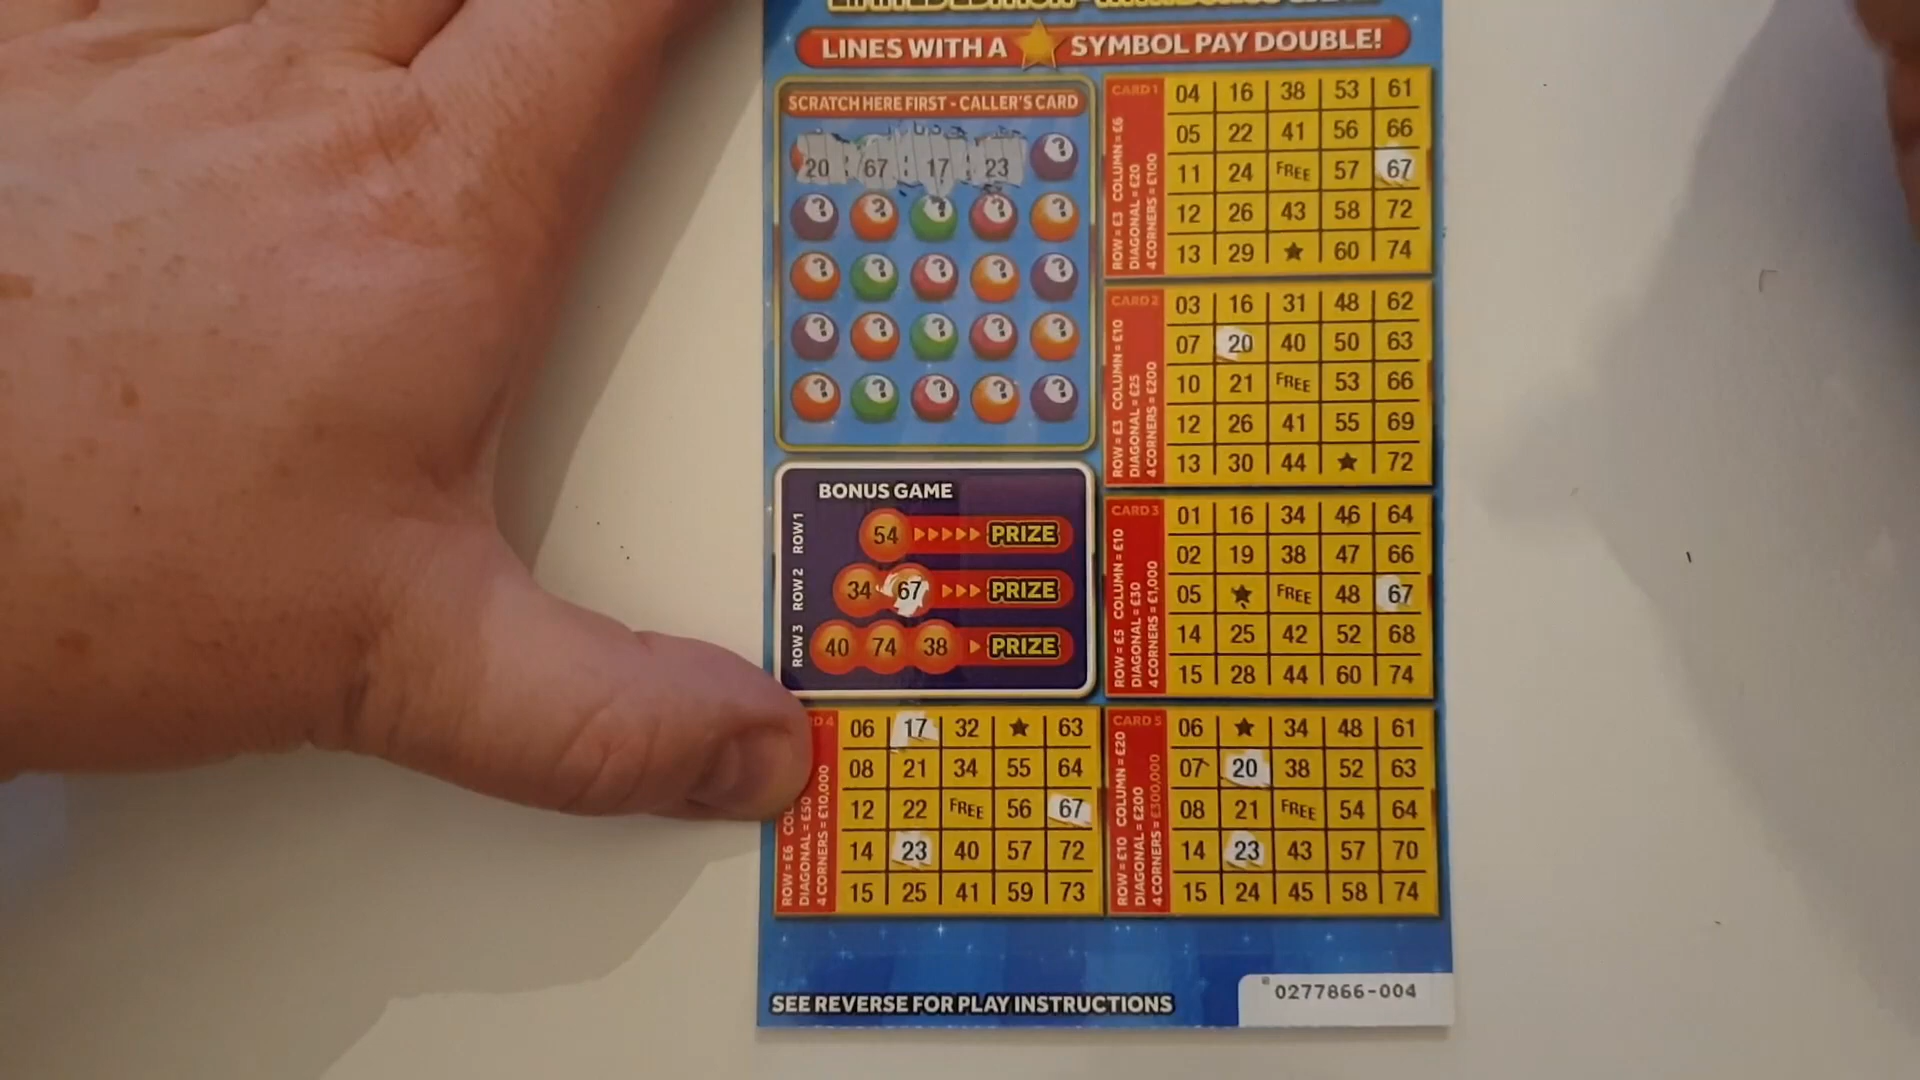 LINES WITH A SYMBOL PAY DOUBLE!
SCRATCH HERE FIRST - CALLER'S CARD
20 67 17 23 ?
? ? ? ? ?
? ? ? ? ?
? ? ? ? ?
? ? ? ? ?
CARD 1
ROW = £3 COLUMN = £6
DIAGONAL = £20
4 CORNERS = £100
04 16 38 53 61
05 22 41 56 66
11 24 FREE 57 67
12 26 43 58 72
13 29 ★ 60 74
CARD 2
ROW = £3 COLUMN = £10
DIAGONAL = £25
4 CORNERS = £200
03 16 31 48 62
07 20 40 50 63
10 21 FREE 53 66
12 26 41 55 69
13 30 44 ★ 72
BONUS GAME
ROW 1 54 PRIZE
ROW 2 34 67 PRIZE
ROW 3 40 74 38 PRIZE
CARD 3
ROW = £5 COLUMN = £10
DIAGONAL = £30
4 CORNERS = £1,000
01 16 34 46 64
02 19 38 47 66
05 ★ FREE 48 67
14 25 42 52 68
15 28 44 60 74
D 4
ROW = £6 COL
DIAGONAL = £50
4 CORNERS = £10,000
06 17 32 ★ 63
08 21 34 55 64
12 22 FREE 56 67
14 23 40 57 72
15 25 41 59 73
CARD 5
ROW = £10 COLUMN = £20
DIAGONAL = £200
4 CORNERS = £300,000
06 ★ 34 48 61
07 20 38 52 63
08 21 FREE 54 64
14 23 43 57 70
15 24 45 58 74
SEE REVERSE FOR PLAY INSTRUCTIONS
0277866-004